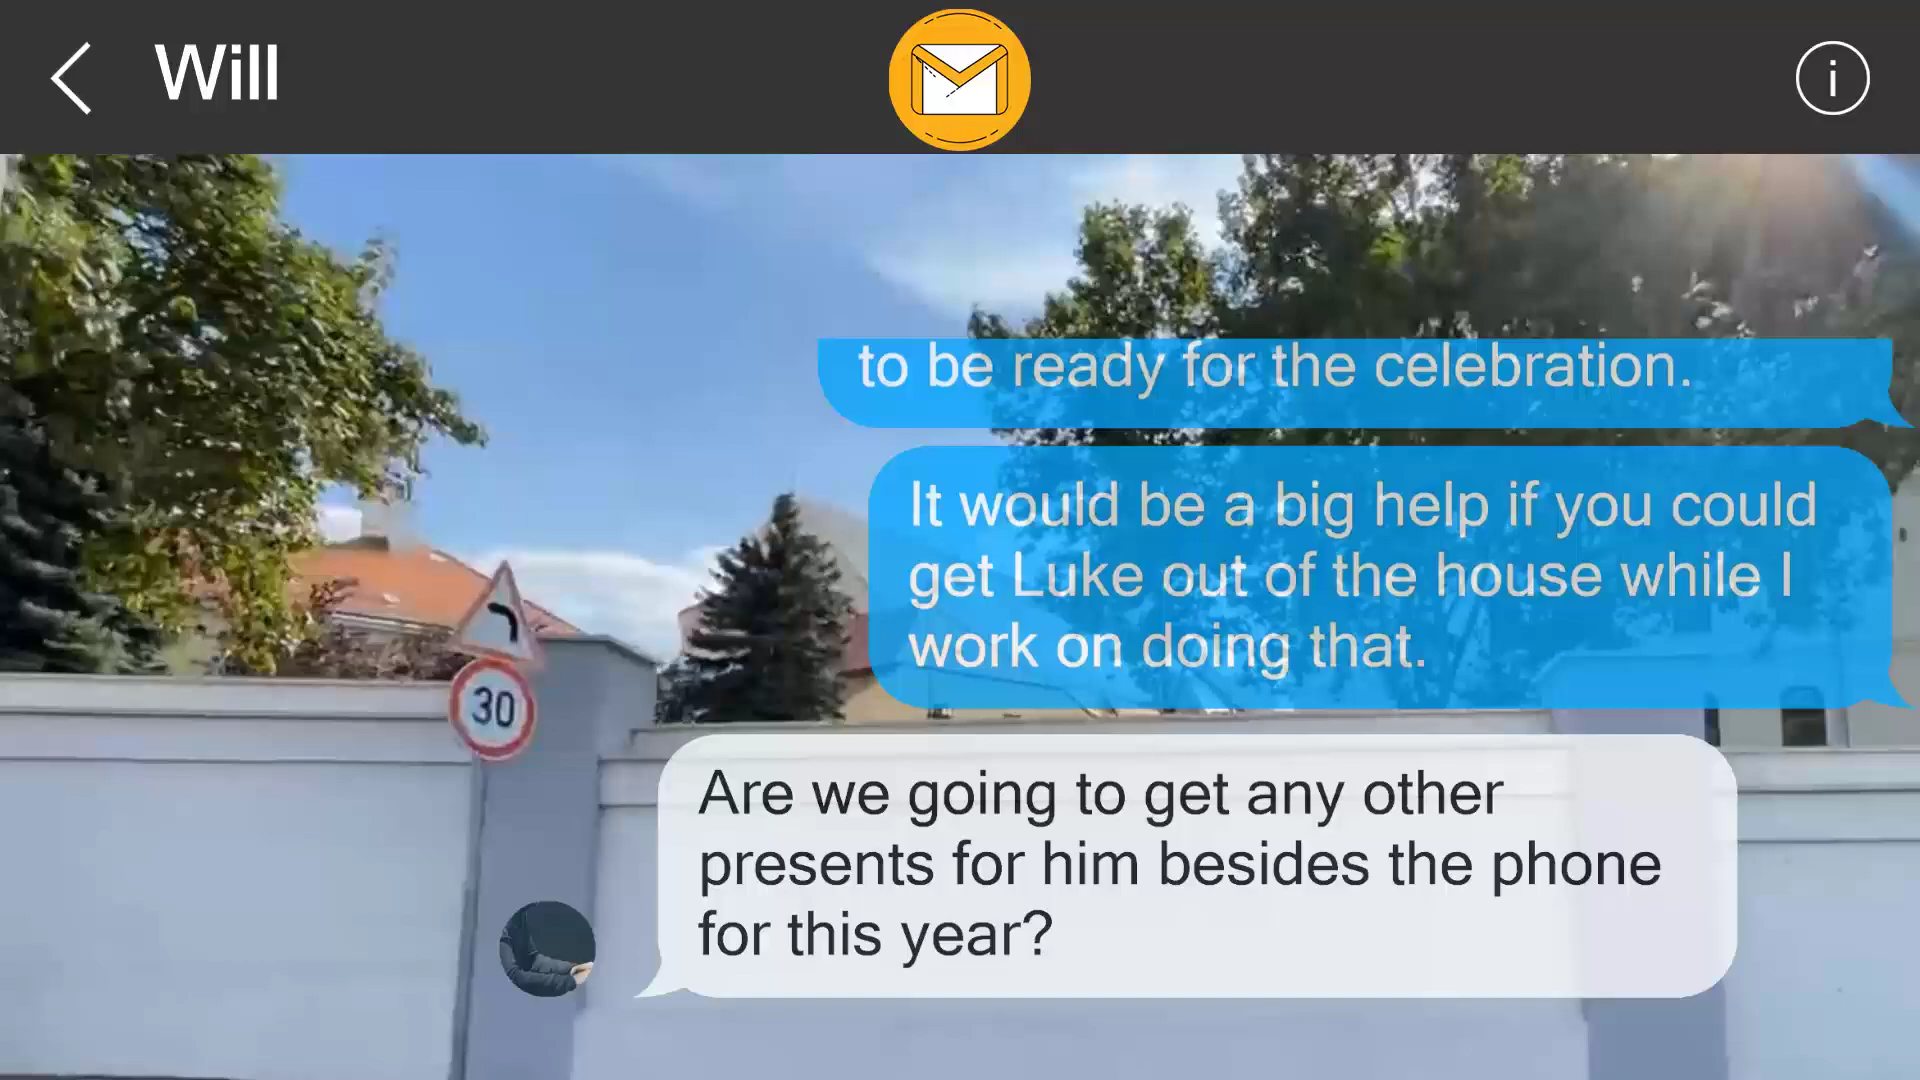 Will
i
to be ready for the celebration.
It would be a big help if you could
get Luke out of the house while I
work on doing that.
30
Are we going to get any other
presents for him besides the phone
for this year?